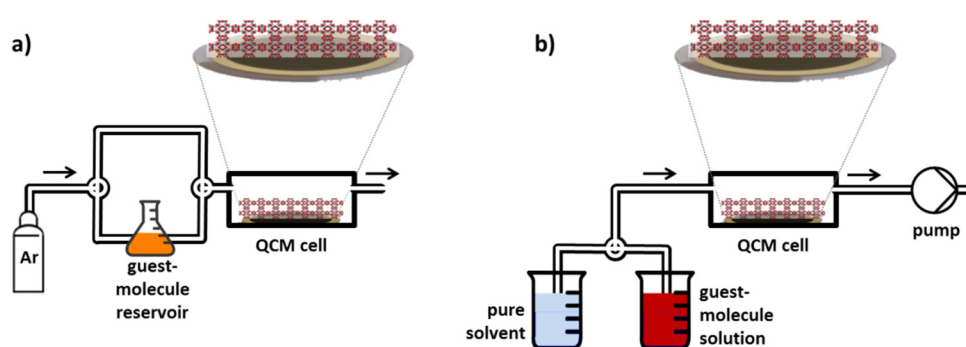 a)
Ar
guest-
molecule
reservoir
QCM cell
b)
QCM cell
pump
pure
solvent
guest-
molecule
solution